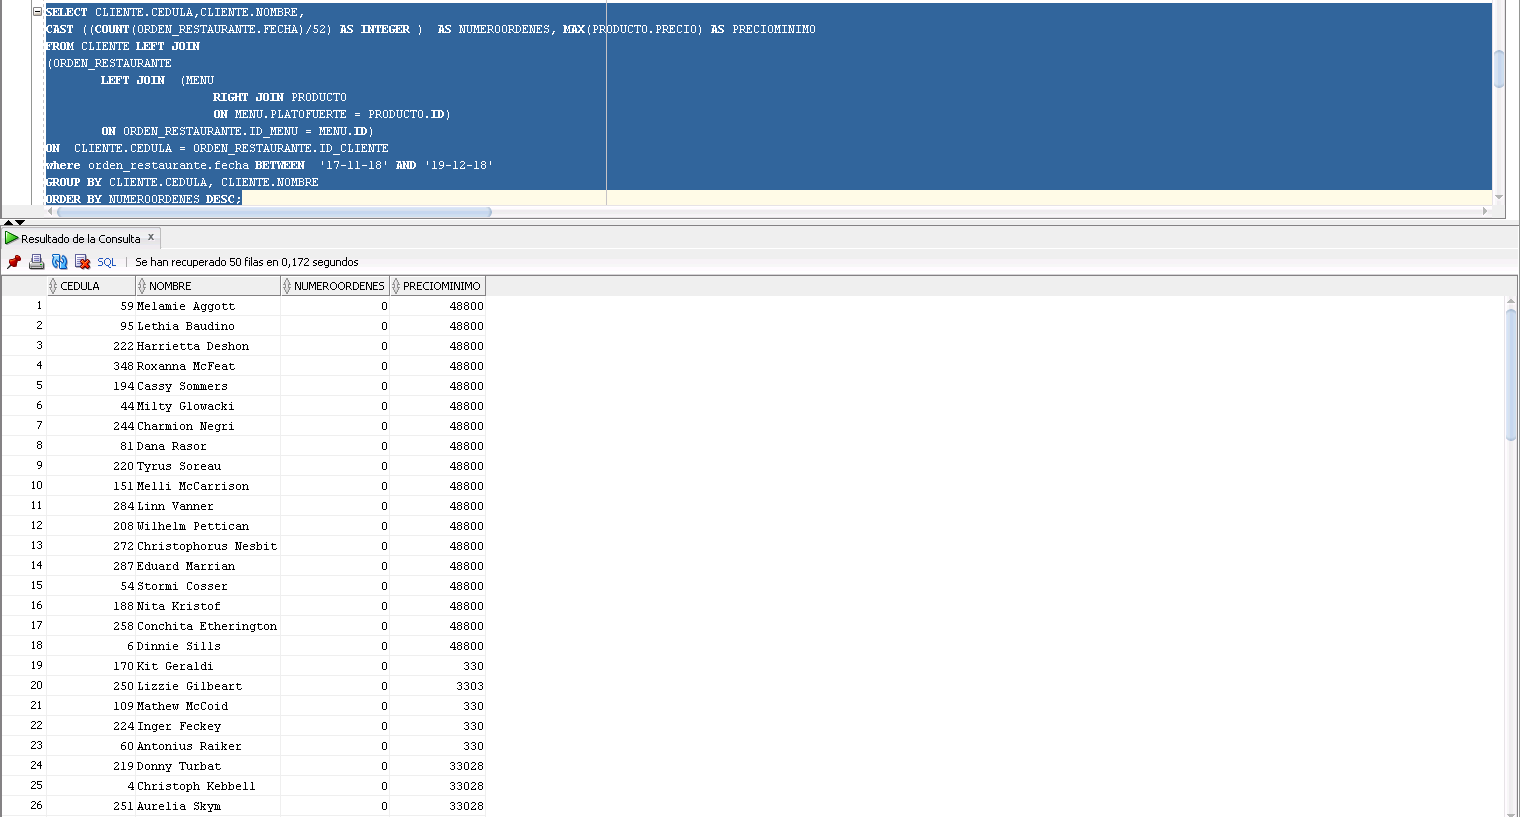 SELECT CLIENTE.CEDULA,CLIENTE.NOMBRE,
CAST ((COUNT(ORDEN_RESTAURANTE.FECHA)/52) AS INTEGER )  AS NUMEROORDENES, MAX(PRODUCTO.PRECIO) AS PRECIOMINIMO
FROM CLIENTE LEFT JOIN
(ORDEN_RESTAURANTE
LEFT JOIN  (MENU
RIGHT JOIN PRODUCTO
ON MENU.PLATOFUERTE = PRODUCTO.ID)
ON ORDEN_RESTAURANTE.ID_MENU = MENU.ID)
ON  CLIENTE.CEDULA = ORDEN_RESTAURANTE.ID_CLIENTE
where orden_restaurante.fecha BETWEEN  '17-11-18' AND '19-12-18'
GROUP BY CLIENTE.CEDULA, CLIENTE.NOMBRE
ORDER BY NUMEROORDENES DESC;
Resultado de la Consulta x
SQL | Se han recuperado 50 filas en 0,172 segundos
CEDULA NOMBRE NUMEROORDENES PRECIOMINIMO
1 59 Melamie Aggott 0 48800
2 95 Lethia Baudino 0 48800
3 222 Harrietta Deshon 0 48800
4 348 Roxanna McFeat 0 48800
5 194 Cassy Sommers 0 48800
6 44 Milty Glowacki 0 48800
7 244 Charmion Negri 0 48800
8 81 Dana Rasor 0 48800
9 220 Tyrus Soreau 0 48800
10 151 Melli McCarrison 0 48800
11 284 Linn Vanner 0 48800
12 208 Wilhelm Pettican 0 48800
13 272 Christophorus Nesbit 0 48800
14 287 Eduard Marrian 0 48800
15 54 Stormi Cosser 0 48800
16 188 Nita Kristof 0 48800
17 258 Conchita Etherington 0 48800
18 6 Dinnie Sills 0 48800
19 170 Kit Geraldi 0 330
20 250 Lizzie Gilbeart 0 3303
21 109 Mathew McCoid 0 330
22 224 Inger Feckey 0 330
23 60 Antonius Raiker 0 330
24 219 Donny Turbat 0 33028
25 4 Christoph Kebbell 0 33028
26 251 Aurelia Skym 0 33028